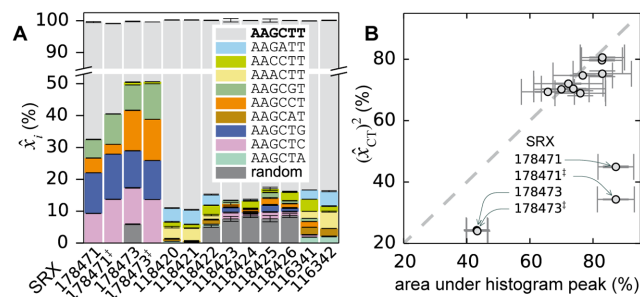 A
100
90
50
40
30
20
10
0
x̂i (%)
AAGCTT
AAGATT
AACCTT
AAACTT
AAGCGT
AAGCCT
AAGCAT
AAGCTG
AAGCTC
AAGCTA
random
SRX
178471
178471‡
178473
178473‡
118420
118421
118422
118423
118424
118425
118426
116341
116342
B
100
80
60
40
20
(x̂CT)² (%)
SRX
178471
178471‡
178473
178473‡
20 40 60 80 100
area under histogram peak (%)